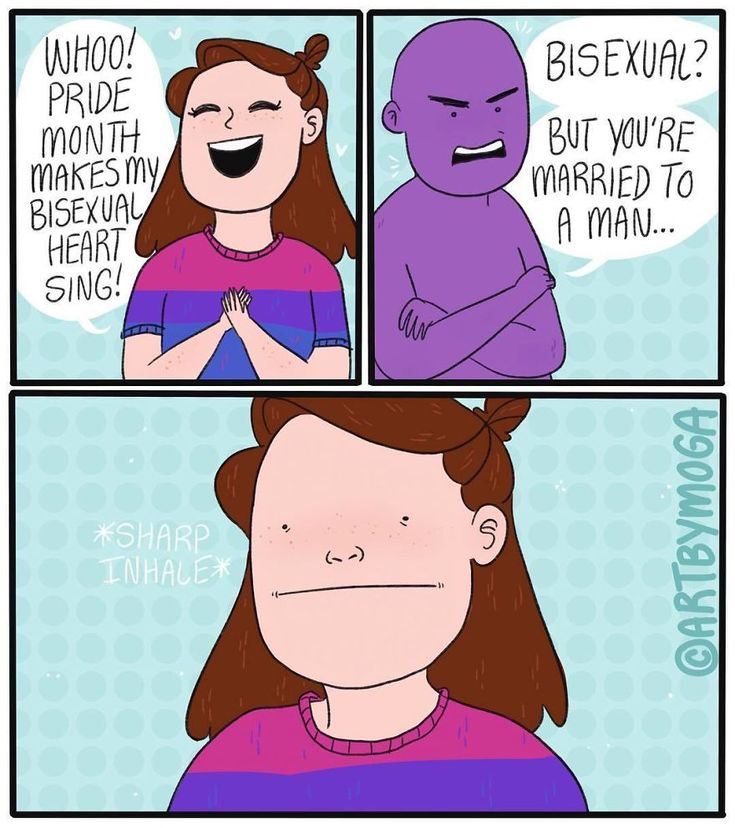 WHOO!
PRIDE
MONTH
MAKES MY
BISEXUAL
HEART
SING!
BISEXUAL?
BUT YOU'RE
MARRIED TO
A MAN...
*SHARP
INHALE*
©ARTBYMOGA